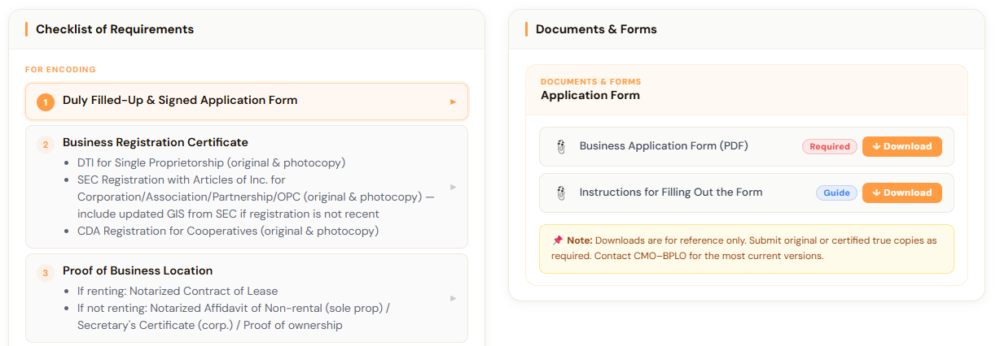 Checklist of Requirements
FOR ENCODING
1 Duly Filled-Up & Signed Application Form
2 Business Registration Certificate
• DTI for Single Proprietorship (original & photocopy)
• SEC Registration with Articles of Inc. for
Corporation/Association/Partnership/OPC (original & photocopy) —
include updated GIS from SEC if registration is not recent
• CDA Registration for Cooperatives (original & photocopy)
3 Proof of Business Location
• If renting: Notarized Contract of Lease
• If not renting: Notarized Affidavit of Non-rental (sole prop) /
Secretary's Certificate (corp.) / Proof of ownership
Documents & Forms
DOCUMENTS & FORMS
Application Form
Business Application Form (PDF) Required ↓ Download
Instructions for Filling Out the Form Guide ↓ Download
📌 Note: Downloads are for reference only. Submit original or certified true copies as
required. Contact CMO–BPLO for the most current versions.